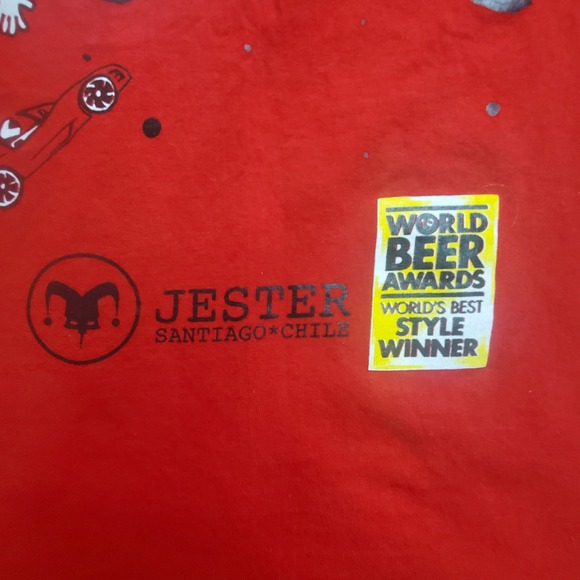 JESTER
SANTIAGO*CHILE
WORLD
BEER
AWARDS
WORLD'S BEST
STYLE
WINNER